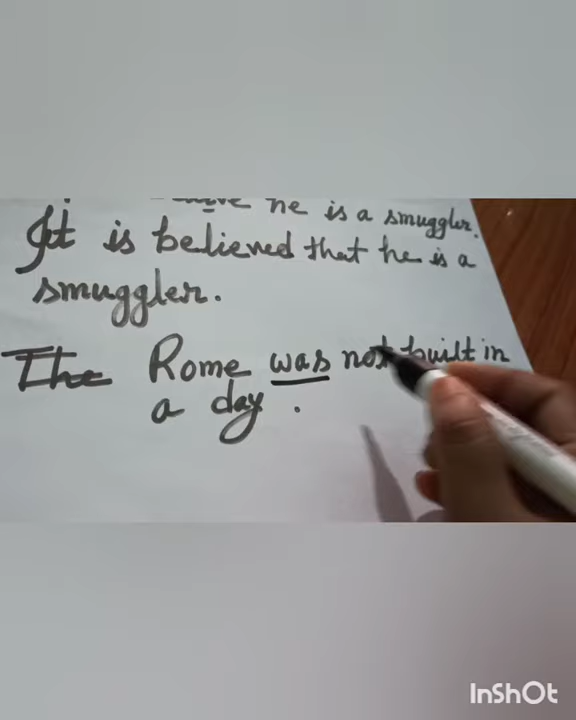 he is a smuggler.
It is believed that he is a
smuggler.
The Rome was not built in
a day.
InShOt